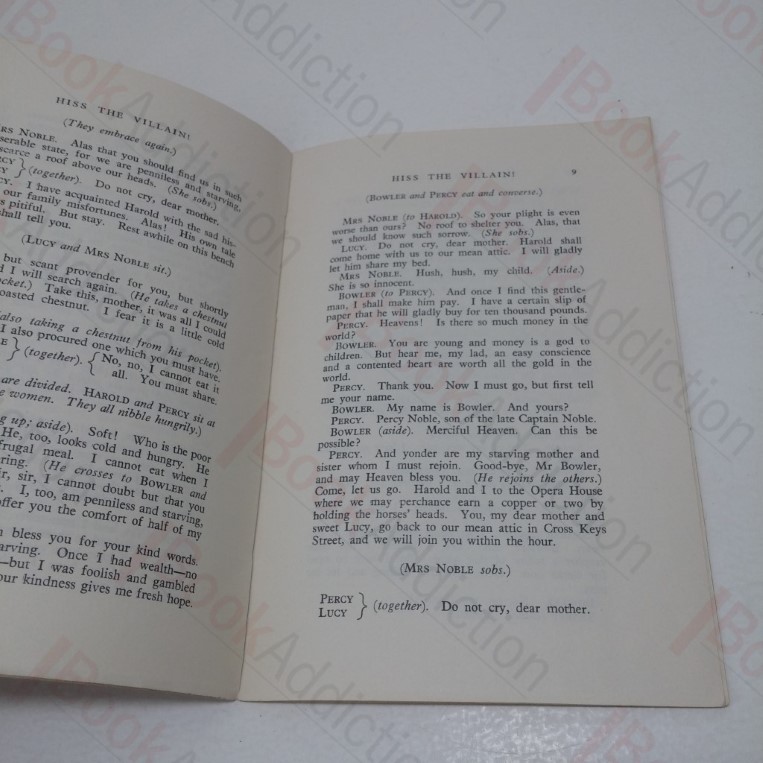 HISS THE VILLAIN!
(They embrace again.)
MRS NOBLE. Alas that you should find us in such
serable state, for we are penniless and starving,
scarce a roof above our heads. (She sobs.)
(together). Do not cry, dear mother.
I have acquainted Harold with the sad his-
our family misfortunes. Alas! His own tale
s pitiful. But stay. Rest awhile on this bench
hall tell you.
(LUCY and MRS NOBLE sit.)
but scant provender for you, but shortly
d I will search again. (He takes a chestnut
ocket.) Take this, mother, it was all I could
oasted chestnut. I fear it is a little cold
also taking a chestnut from his pocket).
I also procured one which you must have.
(together). { No, no, I cannot eat it
all. You must share.
are divided. HAROLD and PERCY sit at
e women. They all nibble hungrily.)
g up; aside). Soft! Who is the poor
He, too, looks cold and hungry. He
frugal meal. I cannot eat when I
ring. (He crosses to BOWLER and
ir, sir, I cannot doubt but that you
I, too, am penniless and starving,
offer you the comfort of half of my
n bless you for your kind words.
arving. Once I had wealth—no
—but I was foolish and gambled
our kindness gives me fresh hope.
HISS THE VILLAIN! 9
(BOWLER and PERCY eat and converse.)
MRS NOBLE (to HAROLD). So your plight is even
worse than ours? No roof to shelter you. Alas, that
we should know such sorrow. (She sobs.)
LUCY. Do not cry, dear mother. Harold shall
come home with us to our mean attic. I will gladly
let him share my bed.
MRS NOBLE. Hush, hush, my child. (Aside.)
She is so innocent.
BOWLER (to PERCY). And once I find this gentle-
man, I shall make him pay. I have a certain slip of
paper that he will gladly buy for ten thousand pounds.
PERCY. Heavens! Is there so much money in the
world?
BOWLER. You are young and money is a god to
children. But hear me, my lad, an easy conscience
and a contented heart are worth all the gold in the
world.
PERCY. Thank you. Now I must go, but first tell
me your name.
BOWLER. My name is Bowler. And yours?
PERCY. Percy Noble, son of the late Captain Noble.
BOWLER (aside). Merciful Heaven. Can this be
possible?
PERCY. And yonder are my starving mother and
sister whom I must rejoin. Good-bye, Mr Bowler,
and may Heaven bless you. (He rejoins the others.)
Come, let us go. Harold and I to the Opera House
where we may perchance earn a copper or two by
holding the horses' heads. You, my dear mother and
sweet Lucy, go back to our mean attic in Cross Keys
Street, and we will join you within the hour.
(MRS NOBLE sobs.)
PERCY
LUCY } (together). Do not cry, dear mother.